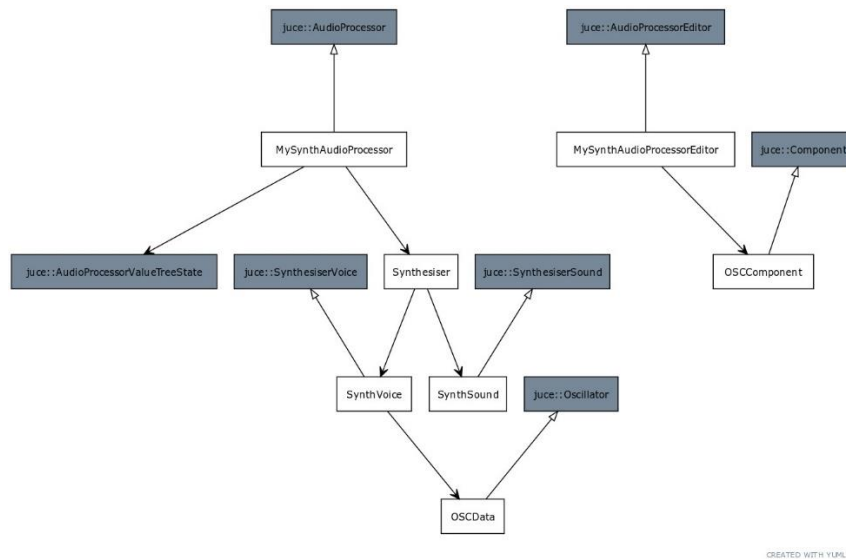 juce::AudioProcessor
juce::AudioProcessorEditor
MySynthAudioProcessor
MySynthAudioProcessorEditor
juce::Component
juce::AudioProcessorValueTreeState
juce::SynthesiserVoice
Synthesiser
juce::SynthesiserSound
OSCComponent
SynthVoice
SynthSound
juce::Oscillator
OSCData
CREATED WITH YUML